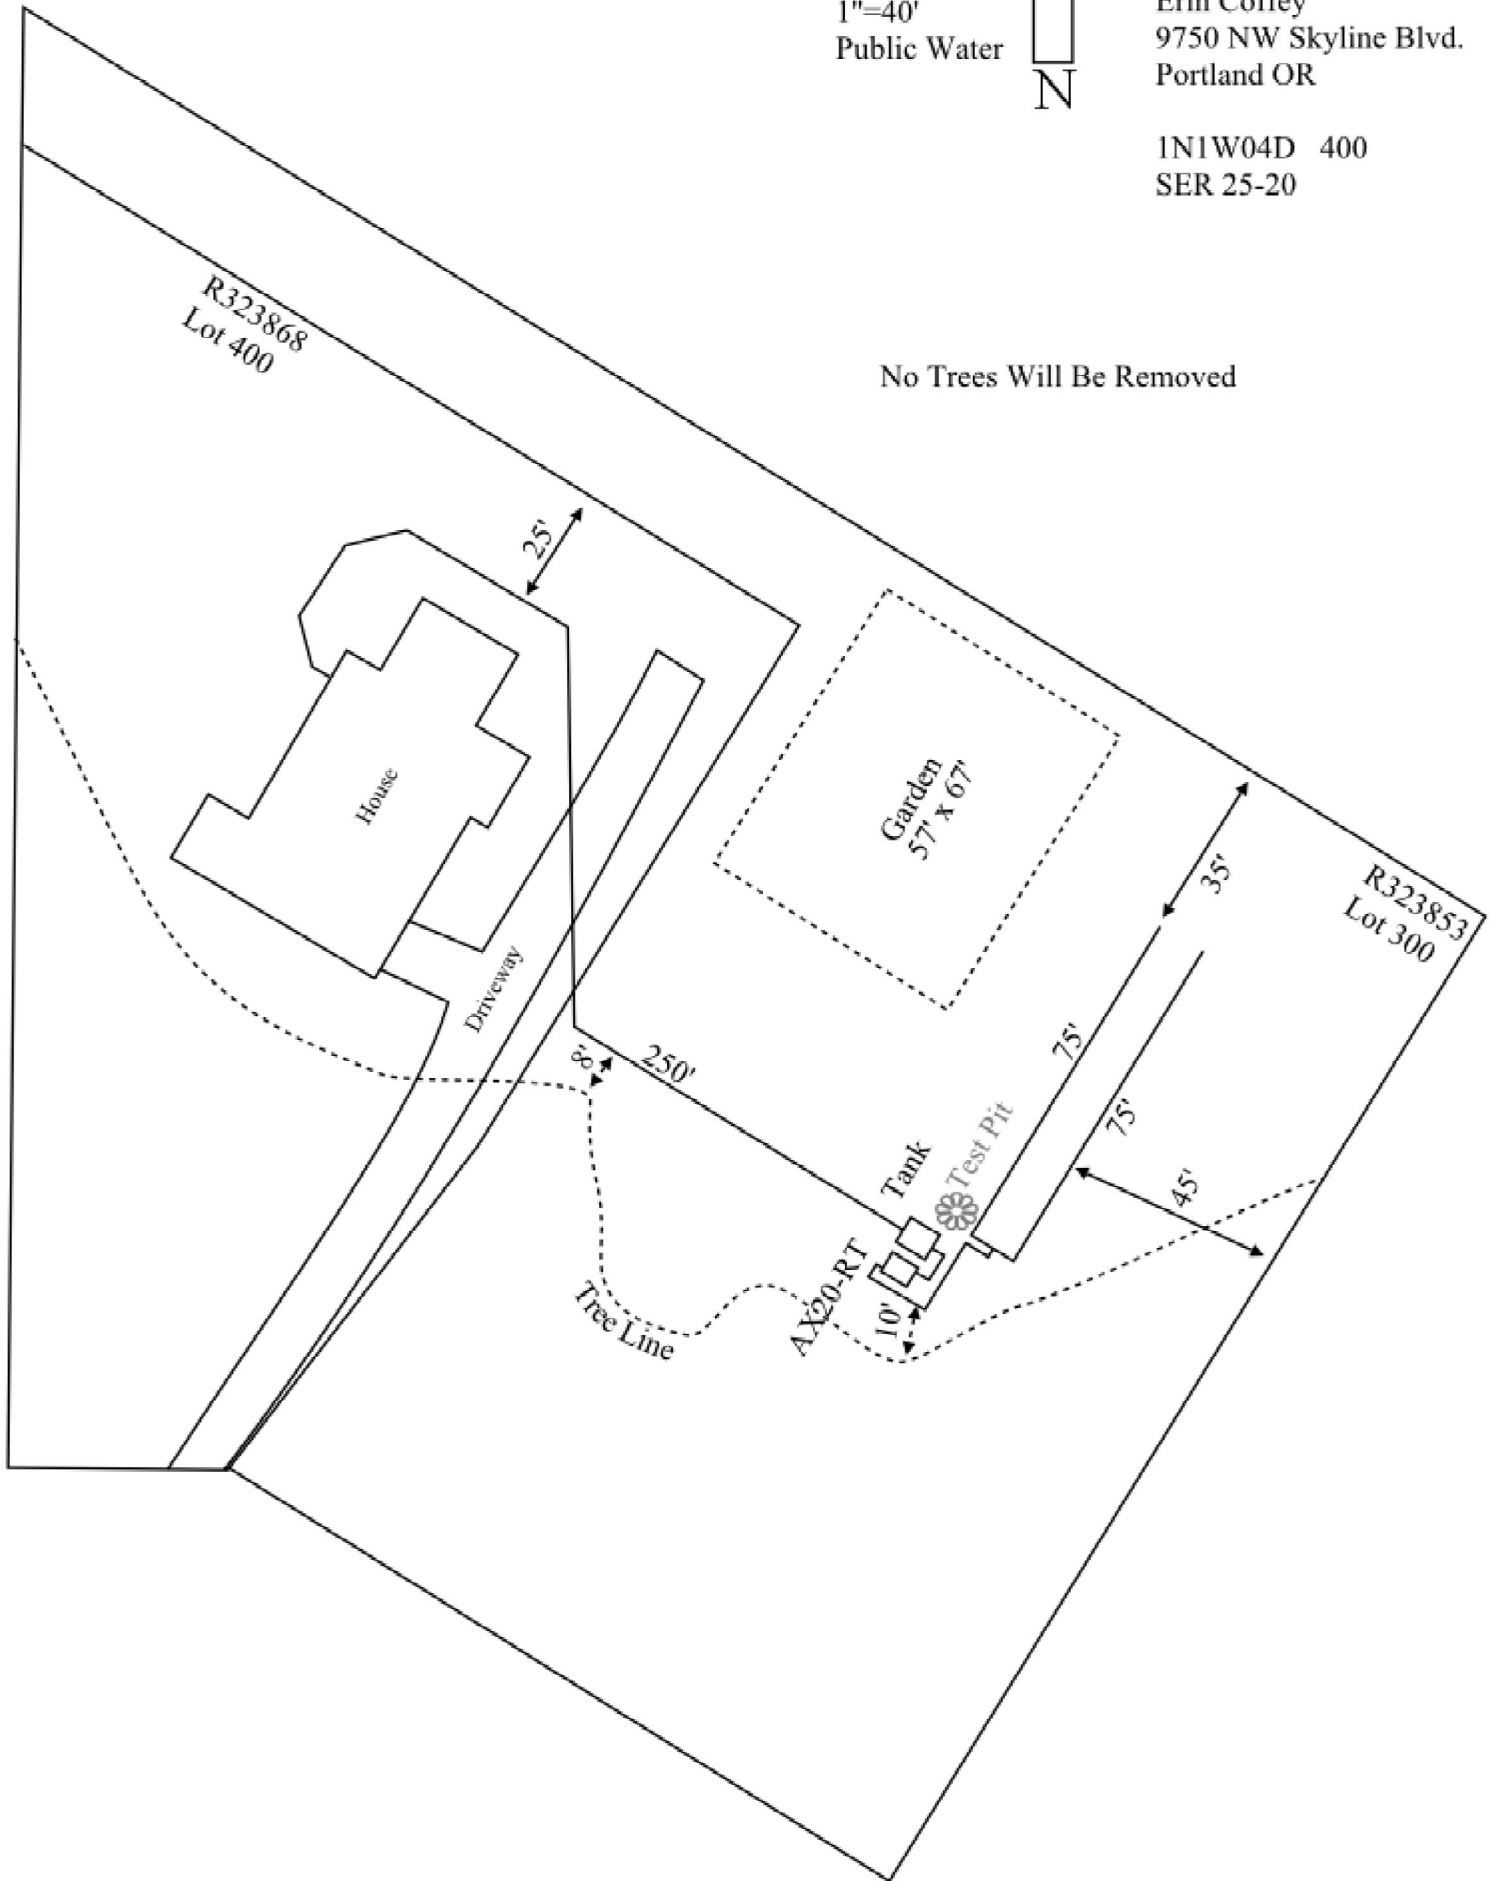 1"=40'
Public Water
N
Erin Coffey
9750 NW Skyline Blvd.
Portland OR
1N1W04D 400
SER 25-20
R323868
Lot 400
No Trees Will Be Removed
25'
House
Garden
57' x 67'
35'
R323853
Lot 300
Driveway
8'
250'
75'
75'
Tank
Test Pit
45'
AX20-RT
10'
Tree Line